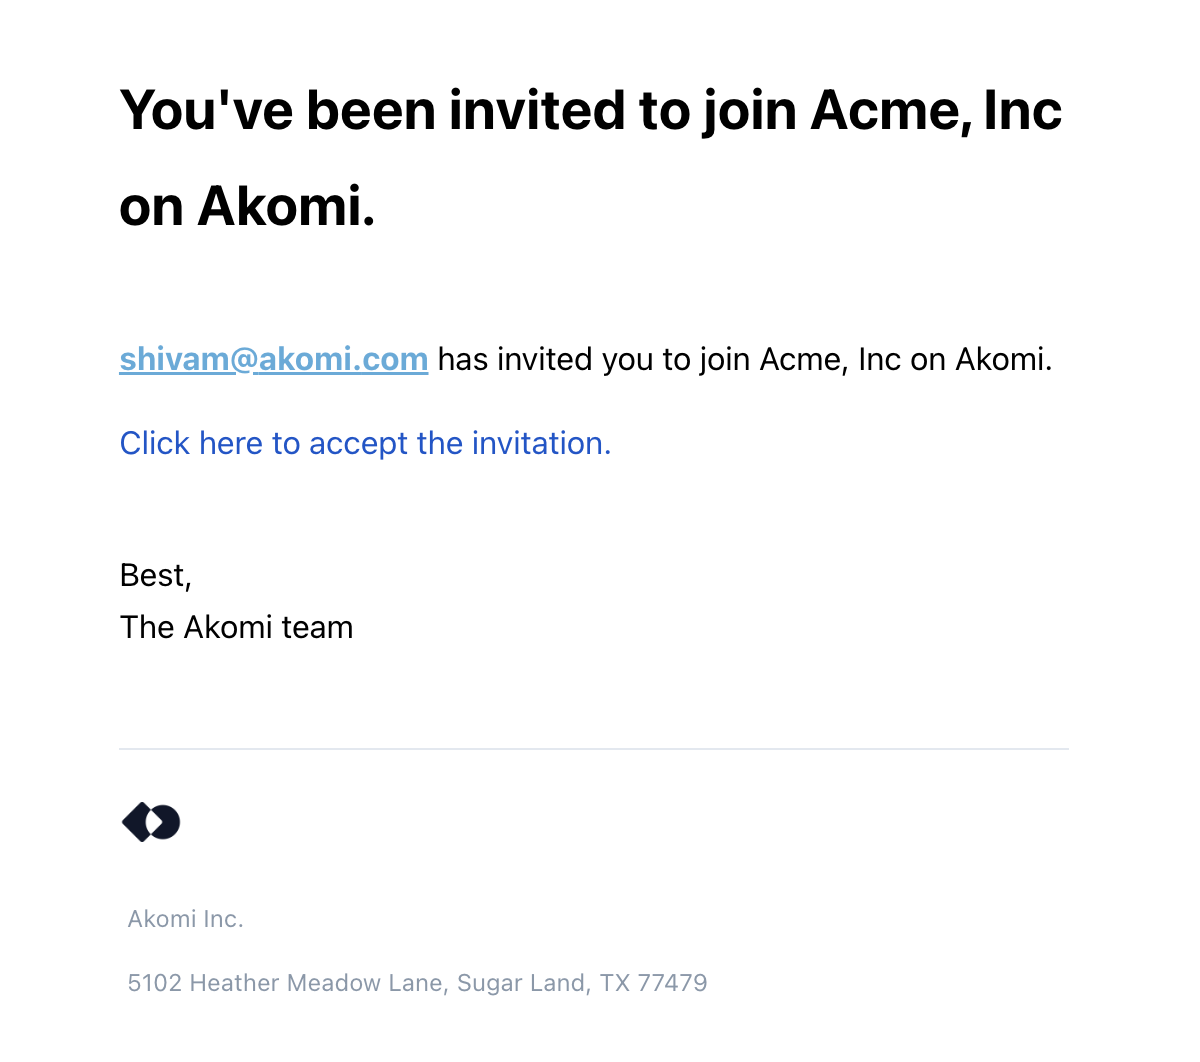 You've been invited to join Acme, Inc
on Akomi.
shivam@akomi.com has invited you to join Acme, Inc on Akomi.
Click here to accept the invitation.
Best,
The Akomi team
Akomi Inc.
5102 Heather Meadow Lane, Sugar Land, TX 77479